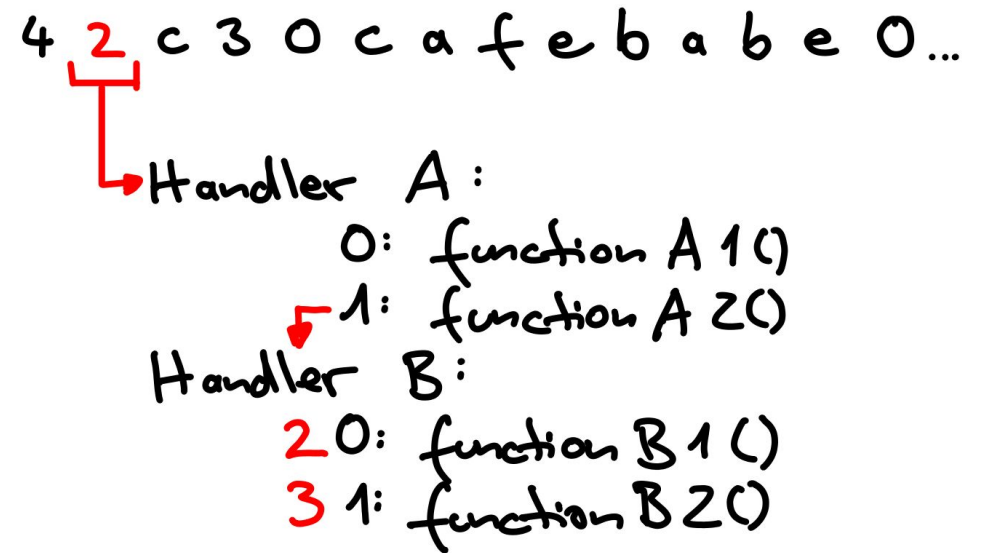 4 2 c 3 0 c a f e b a b e 0...
Handler A:
0: function A1()
1: function A2()
Handler B:
2 0: function B1()
3 1: function B2()